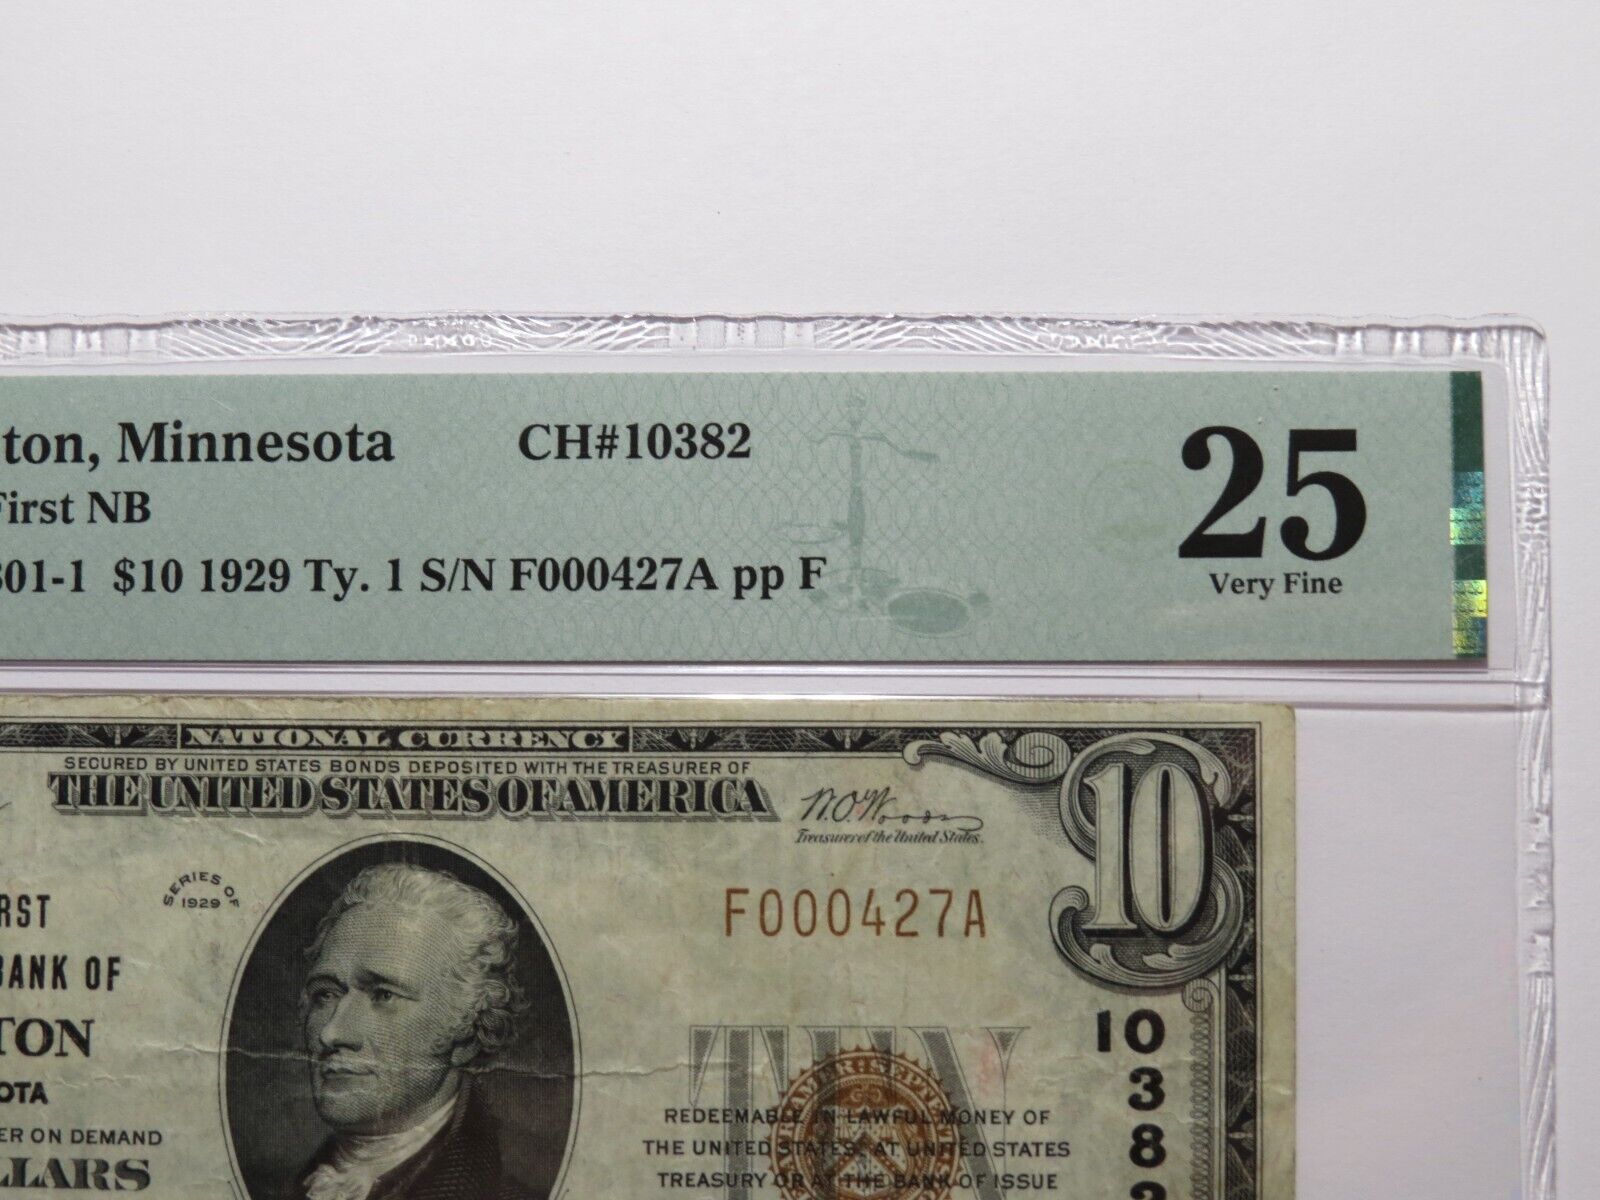 ton, Minnesota CH#10382
First NB
301-1 $10 1929 Ty. 1 S/N F000427A pp F
25
Very Fine
NATIONAL CURRENCY
SECURED BY UNITED STATES BONDS DEPOSITED WITH THE TREASURER OF
THE UNITED STATES OF AMERICA
W.O. Woods
Treasurer of the United States.
10
SERIES OF
1929
F000427A
RST
BANK OF
TON
OTA
ER ON DEMAND
LLARS
TEN
REDEEMABLE IN LAWFUL MONEY OF
THE UNITED STATES AT UNITED STATES
TREASURY OR AT THE BANK OF ISSUE
10382